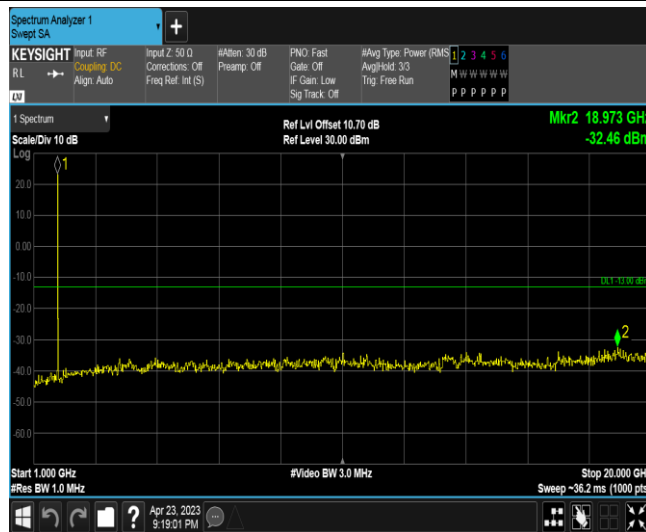 Spectrum Analyzer 1
Swept SA
+
KEYSIGHT Input: RF Input Z: 50 Ω #Atten: 30 dB PNO: Fast #Avg Type: Power (RMS 1 2 3 4 5 6
RL Coupling: DC Corrections: Off Preamp: Off Gate: Off Avg|Hold: 3/3 M W W W W W
Align: Auto Freq Ref: Int (S) IF Gain: Low Trig: Free Run
LXI Sig Track: Off P P P P P P
1 Spectrum Ref Lvl Offset 10.70 dB Mkr2 18.973 GHz
Scale/Div 10 dB Ref Level 30.00 dBm -32.46 dBm
Log
1
20.0
10.0
0.00
-10.0
DL1 -13.00 dBm
-20.0
-30.0
2
-40.0
-50.0
-60.0
Start 1.000 GHz #Video BW 3.0 MHz Stop 20.000 GHz
#Res BW 1.0 MHz Sweep ~36.2 ms (1000 pts)
? Apr 23, 2023
9:19:01 PM